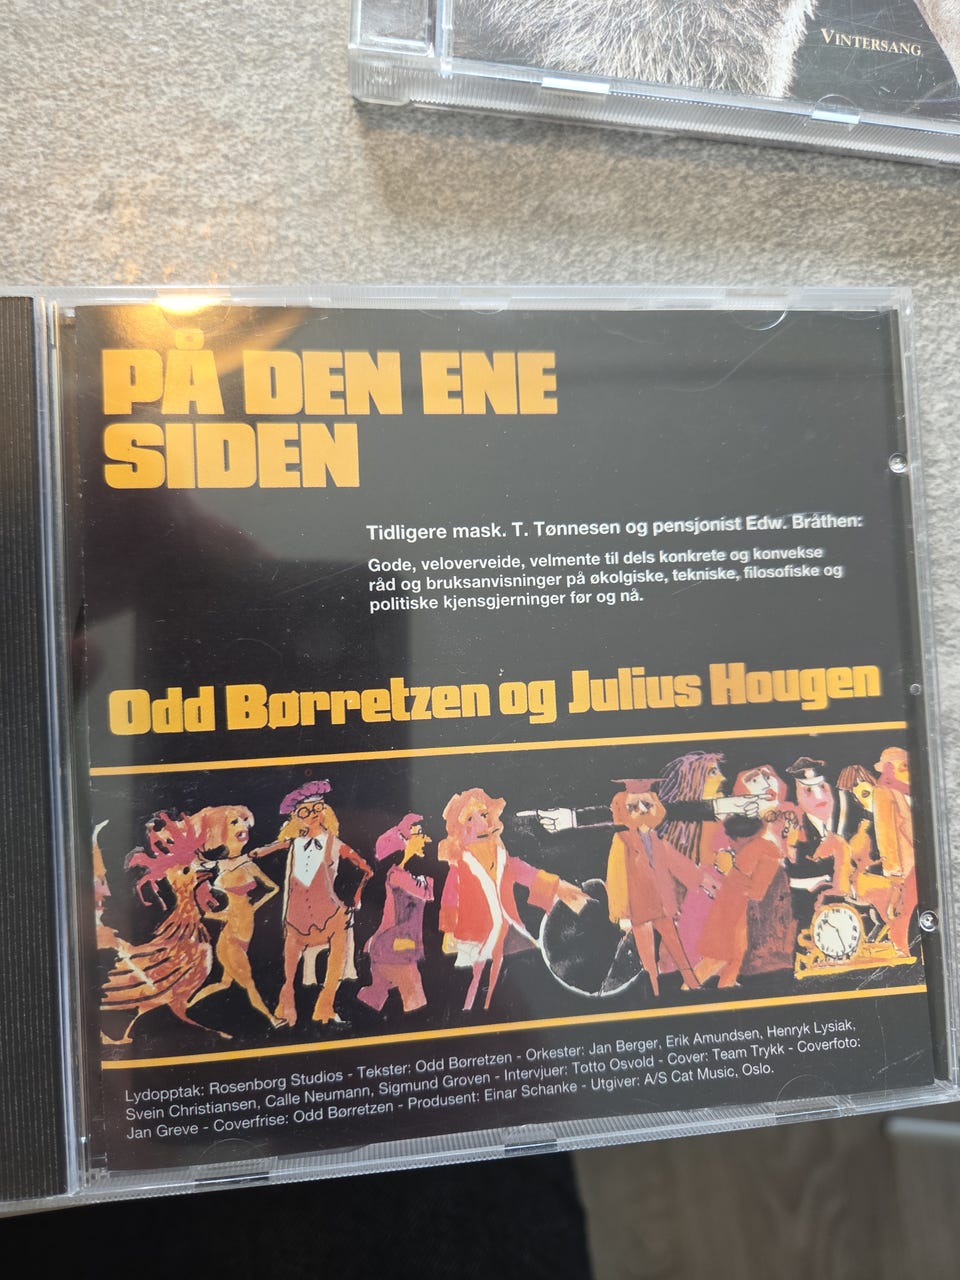 VINTERSANG
PÅ DEN ENE
SIDEN
Tidligere mask. T. Tønnesen og pensjonist Edw. Bråthen:
Gode, veloverveide, velmente til dels konkrete og konvekse
råd og bruksanvisninger på økolgiske, tekniske, filosofiske og
politiske kjensgjerninger før og nå.
Odd Børretzen og Julius Hougen
Lydopptak: Rosenborg Studios - Tekster: Odd Børretzen - Orkester: Jan Berger, Erik Amundsen, Henryk Lysiak,
Svein Christiansen, Calle Neumann, Sigmund Groven - Intervjuer: Totto Osvold - Cover: Team Trykk - Coverfoto:
Jan Greve - Coverfrise: Odd Børretzen - Produsent: Einar Schanke - Utgiver: A/S Cat Music, Oslo.